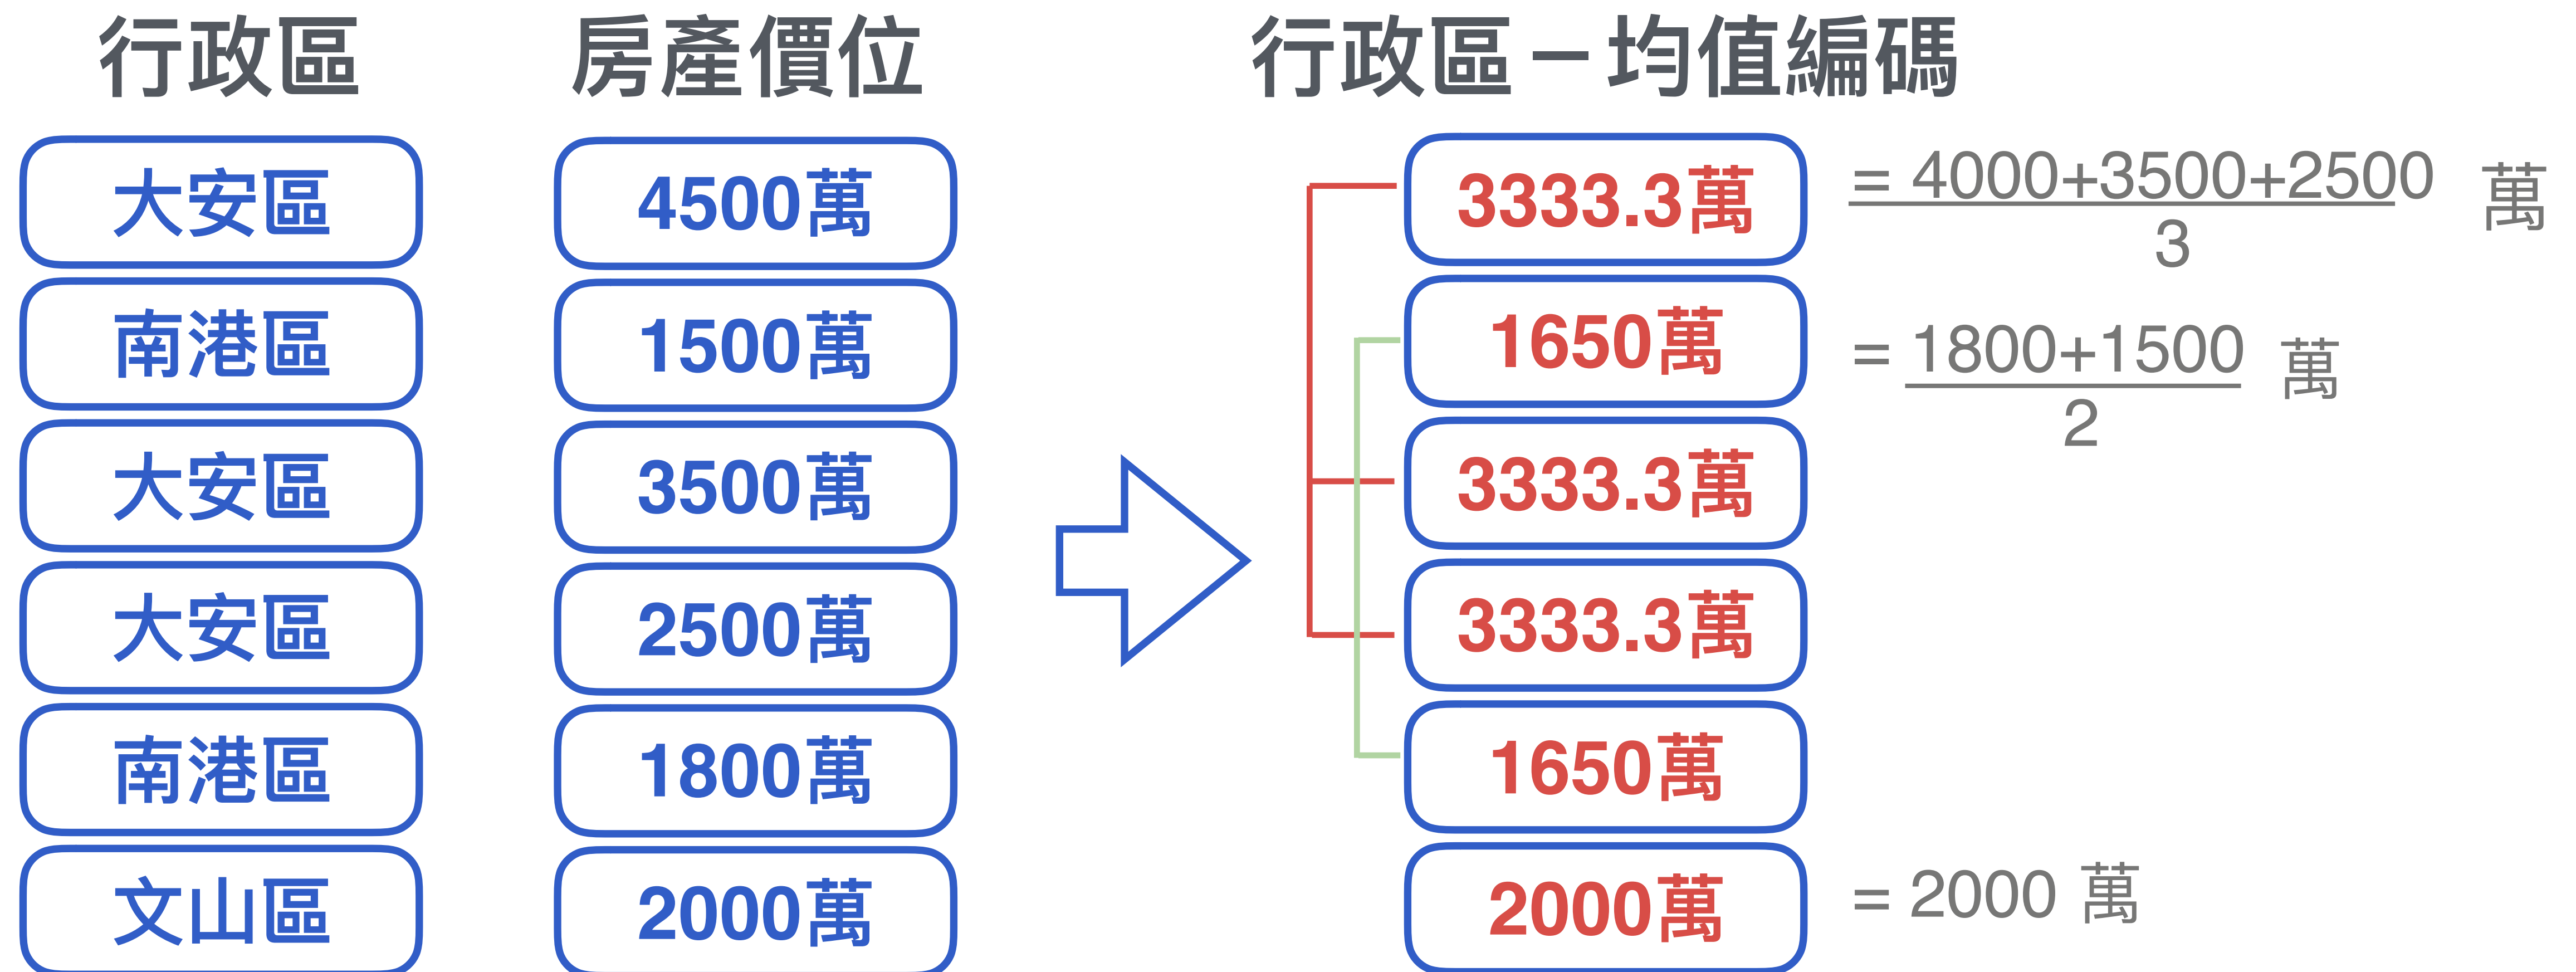 行政區 房產價位 行政區－均值編碼
大安區 4500萬 3333.3萬 = 4000+3500+2500 萬
3
南港區 1500萬 1650萬 = 1800+1500 萬
2
大安區 3500萬 3333.3萬
大安區 2500萬 3333.3萬
南港區 1800萬 1650萬
文山區 2000萬 2000萬 = 2000 萬